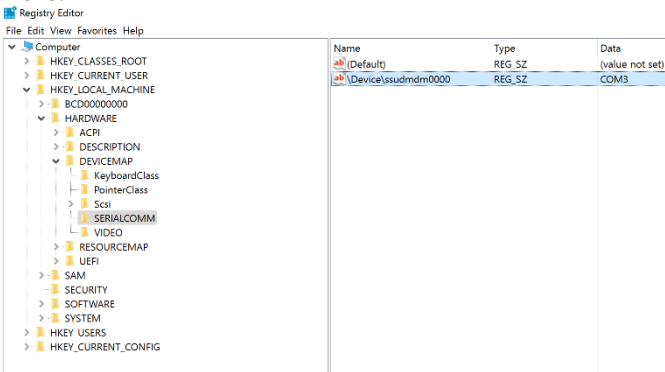 Registry Editor
File Edit View Favorites Help
Computer
HKEY_CLASSES_ROOT
HKEY_CURRENT_USER
HKEY_LOCAL_MACHINE
BCD00000000
HARDWARE
ACPI
DESCRIPTION
DEVICEMAP
KeyboardClass
PointerClass
Scsi
SERIALCOMM
VIDEO
RESOURCEMAP
UEFI
SAM
SECURITY
SOFTWARE
SYSTEM
HKEY_USERS
HKEY_CURRENT_CONFIG
Name Type Data
ab (Default) REG_SZ (value not set)
ab \Device\ssudmdm0000 REG_SZ COM3